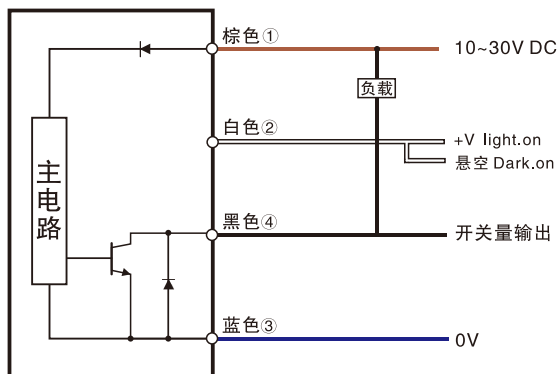 棕色①
10~30V DC
负载
白色②
+V light.on
悬空 Dark.on
主电路
黑色④
开关量输出
蓝色③
0V